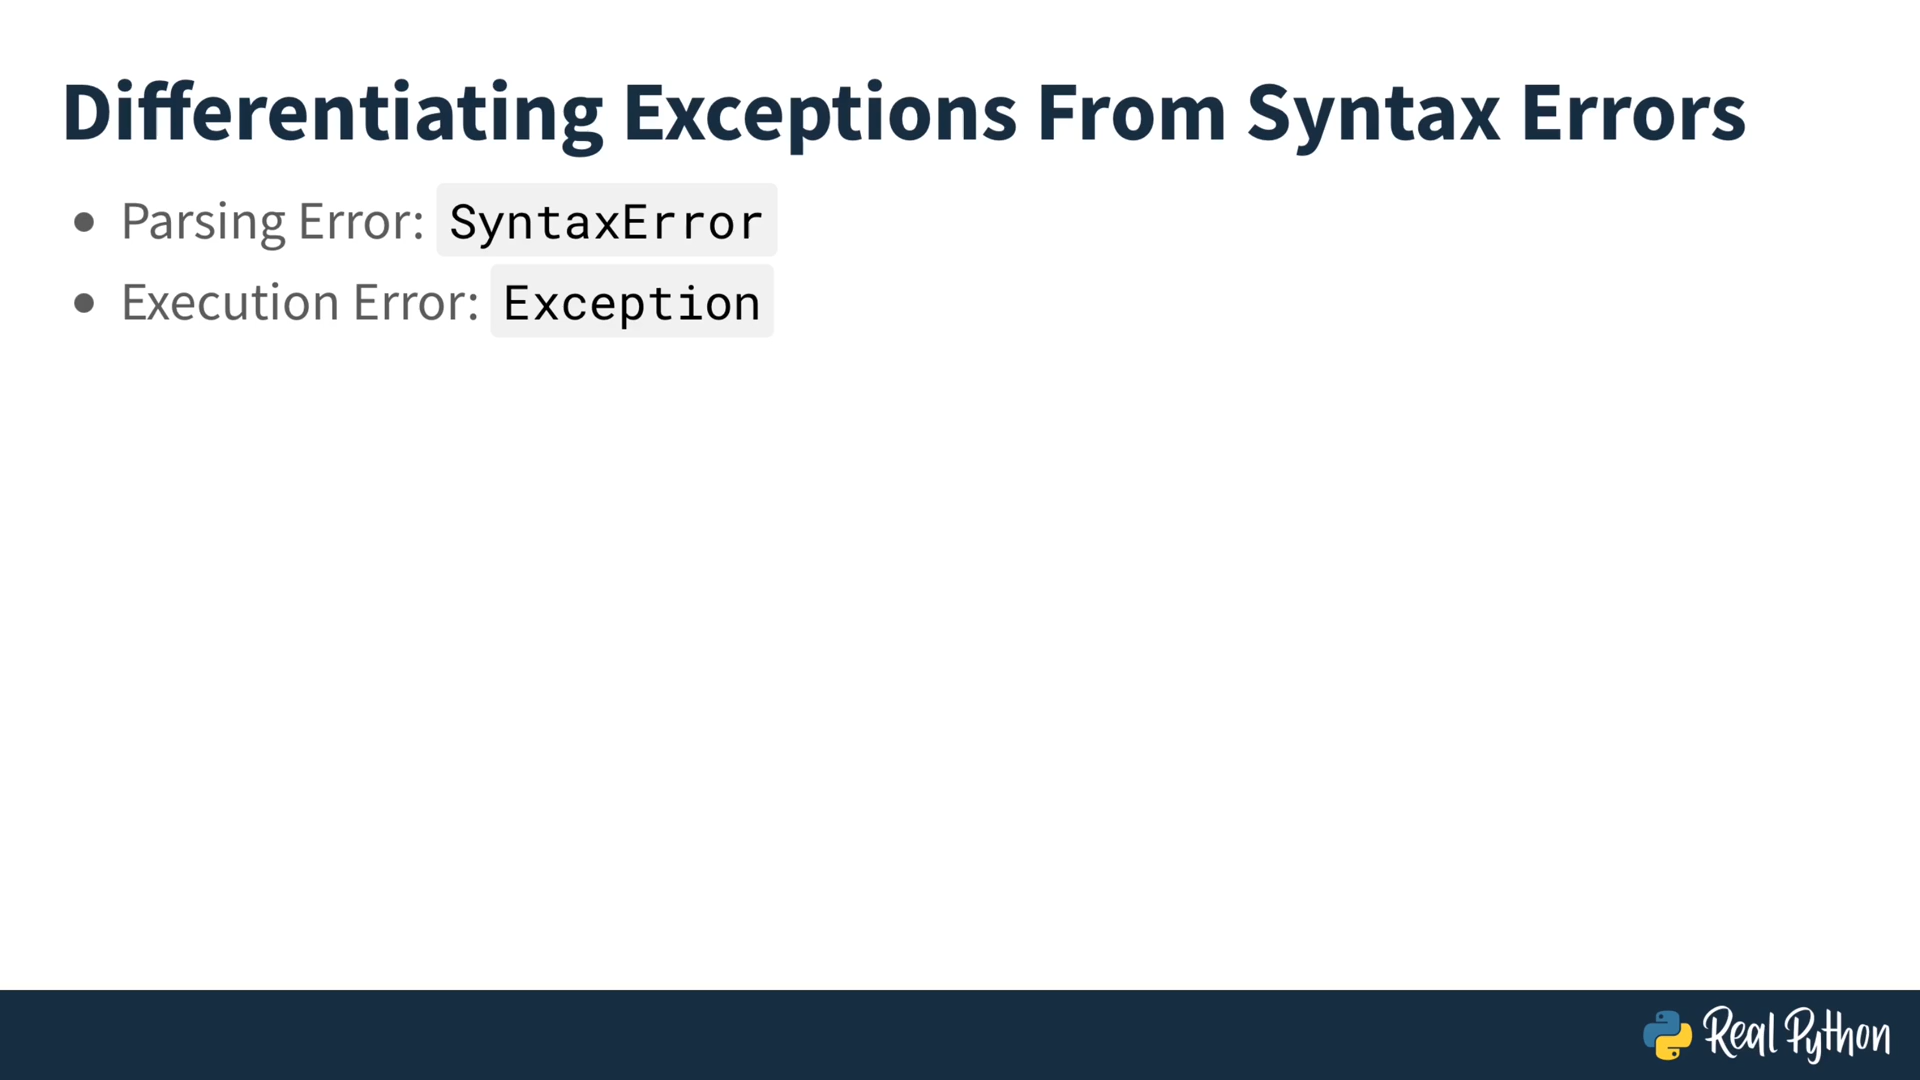 Differentiating Exceptions From Syntax Errors
• Parsing Error: SyntaxError
• Execution Error: Exception
Real Python